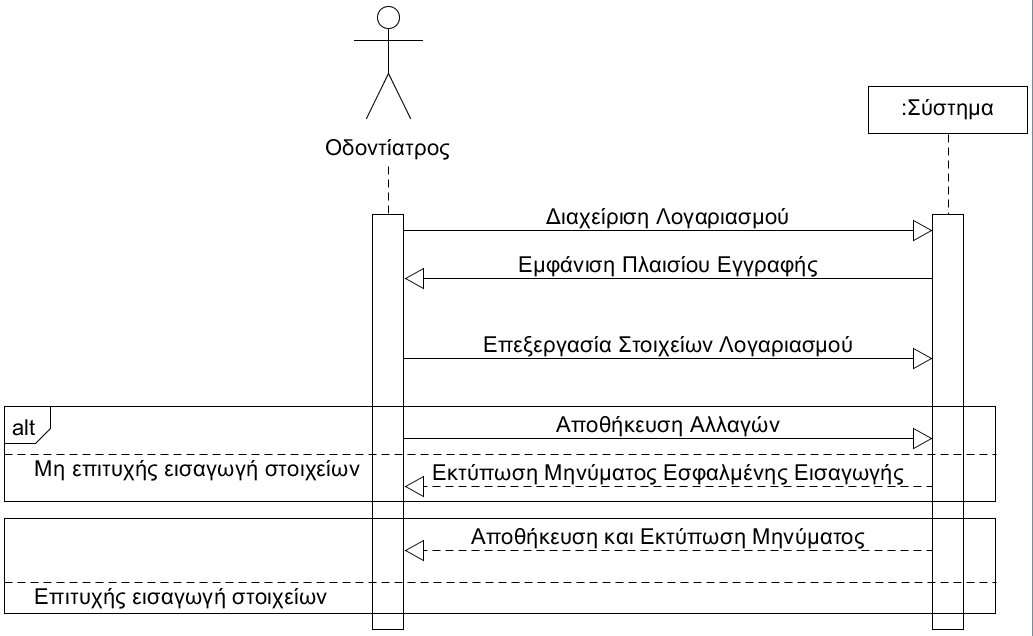 :Σύστημα
Οδοντίατρος
Διαχείριση Λογαριασμού
Εμφάνιση Πλαισίου Εγγραφής
Επεξεργασία Στοιχείων Λογαριασμού
alt
Αποθήκευση Αλλαγών
Μη επιτυχής εισαγωγή στοιχείων
Εκτύπωση Μηνύματος Εσφαλμένης Εισαγωγής
Αποθήκευση και Εκτύπωση Μηνύματος
Επιτυχής εισαγωγή στοιχείων